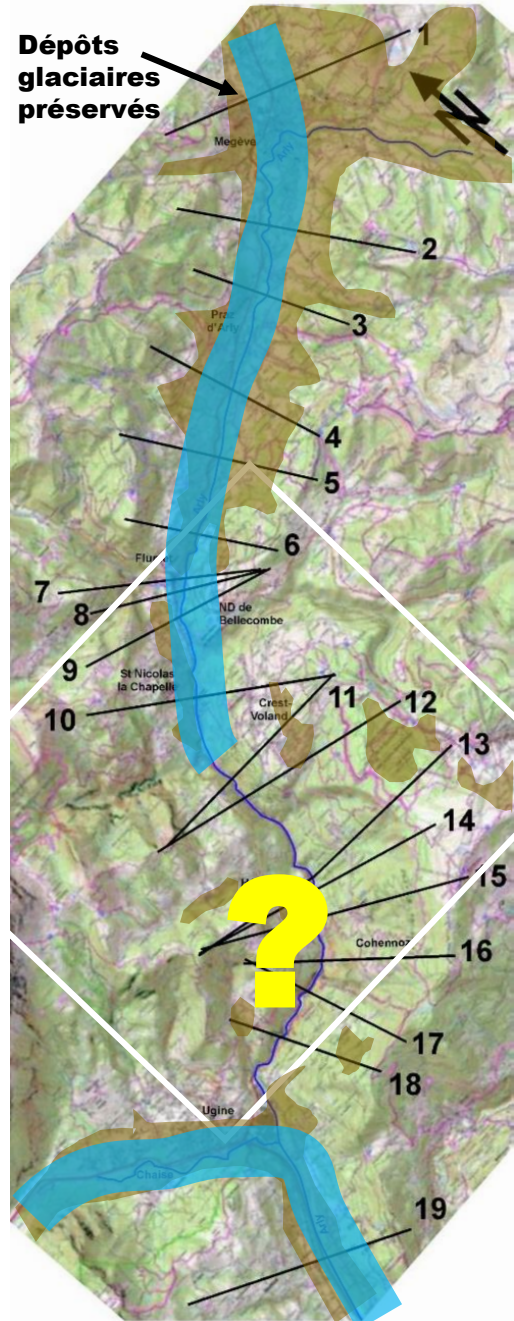 Dépôts
glaciaires
préservés
1
N
Megève
Arly
2
3
Praz
d'Arly
4
5
Arly
6
Flumet
7
8
ND de
Bellecombe
9
St Nicolas
la Chapelle
10
Crest-
Voland
11
12
13
14
?
15
Cohennoz
16
17
18
Ugine
Chaise
Arly
19